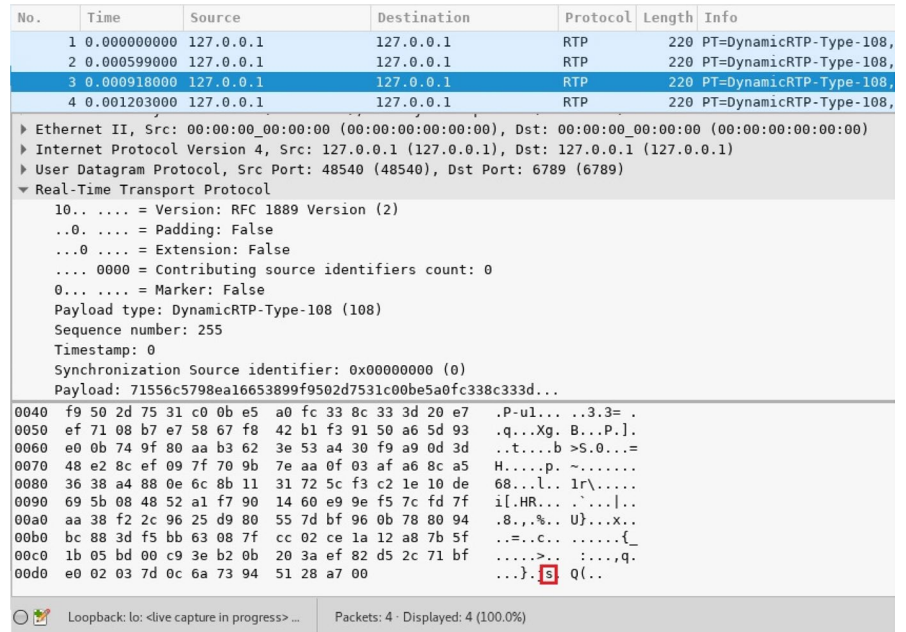 No. Time Source Destination Protocol Length Info
1 0.000000000 127.0.0.1 127.0.0.1 RTP 220 PT=DynamicRTP-Type-108,
2 0.000599000 127.0.0.1 127.0.0.1 RTP 220 PT=DynamicRTP-Type-108,
3 0.000918000 127.0.0.1 127.0.0.1 RTP 220 PT=DynamicRTP-Type-108,
4 0.001203000 127.0.0.1 127.0.0.1 RTP 220 PT=DynamicRTP-Type-108,
Ethernet II, Src: 00:00:00_00:00:00 (00:00:00:00:00:00), Dst: 00:00:00_00:00:00 (00:00:00:00:00:00)
Internet Protocol Version 4, Src: 127.0.0.1 (127.0.0.1), Dst: 127.0.0.1 (127.0.0.1)
User Datagram Protocol, Src Port: 48540 (48540), Dst Port: 6789 (6789)
Real-Time Transport Protocol
10.. .... = Version: RFC 1889 Version (2)
..0. .... = Padding: False
...0 .... = Extension: False
.... 0000 = Contributing source identifiers count: 0
0... .... = Marker: False
Payload type: DynamicRTP-Type-108 (108)
Sequence number: 255
Timestamp: 0
Synchronization Source identifier: 0x00000000 (0)
Payload: 71556c5798ea16653899f9502d7531c00be5a0fc338c333d...
0040 f9 50 2d 75 31 c0 0b e5 a0 fc 33 8c 33 3d 20 e7 .P-u1... ..3.3= .
0050 ef 71 08 b7 e7 58 67 f8 42 b1 f3 91 50 a6 5d 93 .q...Xg. B...P.].
0060 e0 0b 74 9f 80 aa b3 62 3e 53 a4 30 f9 a9 0d 3d ..t....b >S.0...=
0070 48 e2 8c ef 09 7f 70 9b 7e aa 0f 03 af a6 8c a5 H.....p. ~.......
0080 36 38 a4 88 0e 6c 8b 11 31 72 5c f3 c2 1e 10 de 68...l.. 1r\.....
0090 69 5b 08 48 52 a1 f7 90 14 60 e9 9e f5 7c fd 7f i[.HR... .`...|..
00a0 aa 38 f2 2c 96 25 d9 80 55 7d bf 96 0b 78 80 94 .8.,.%.. U}...x..
00b0 bc 88 3d f5 bb 63 08 7f cc 02 ce 1a 12 a8 7b 5f ..=..c.. ......{_
00c0 1b 05 bd 00 c9 3e b2 0b 20 3a ef 82 d5 2c 71 bf .....>.. :...,q.
00d0 e0 02 03 7d 0c 6a 73 94 51 28 a7 00 ...}.js. Q(..
Loopback: lo: <live capture in progress> ... Packets: 4 · Displayed: 4 (100.0%)